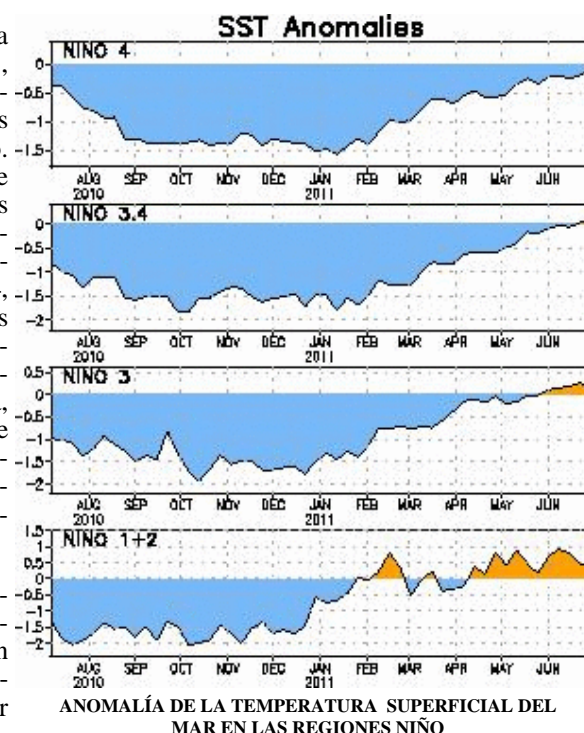 SST Anomalies
NINO 4
0
-0.5
-1
-1.5
AUG SEP OCT NOV DEC JAN FEB MAR APR MAY JUN
2010 2011
NINO 3.4
0
-0.5
-1
-1.5
-2
AUG SEP OCT NOV DEC JAN FEB MAR APR MAY JUN
2010 2011
NINO 3
0.5
0
-0.5
-1
-1.5
-2
AUG SEP OCT NOV DEC JAN FEB MAR APR MAY JUN
2010 2011
NINO 1+2
1.5
1
0.5
0
-0.5
-1
-1.5
-2
AUG SEP OCT NOV DEC JAN FEB MAR APR MAY JUN
2010 2011
ANOMALÍA DE LA TEMPERATURA SUPERFICIAL DEL
MAR EN LAS REGIONES NIÑO